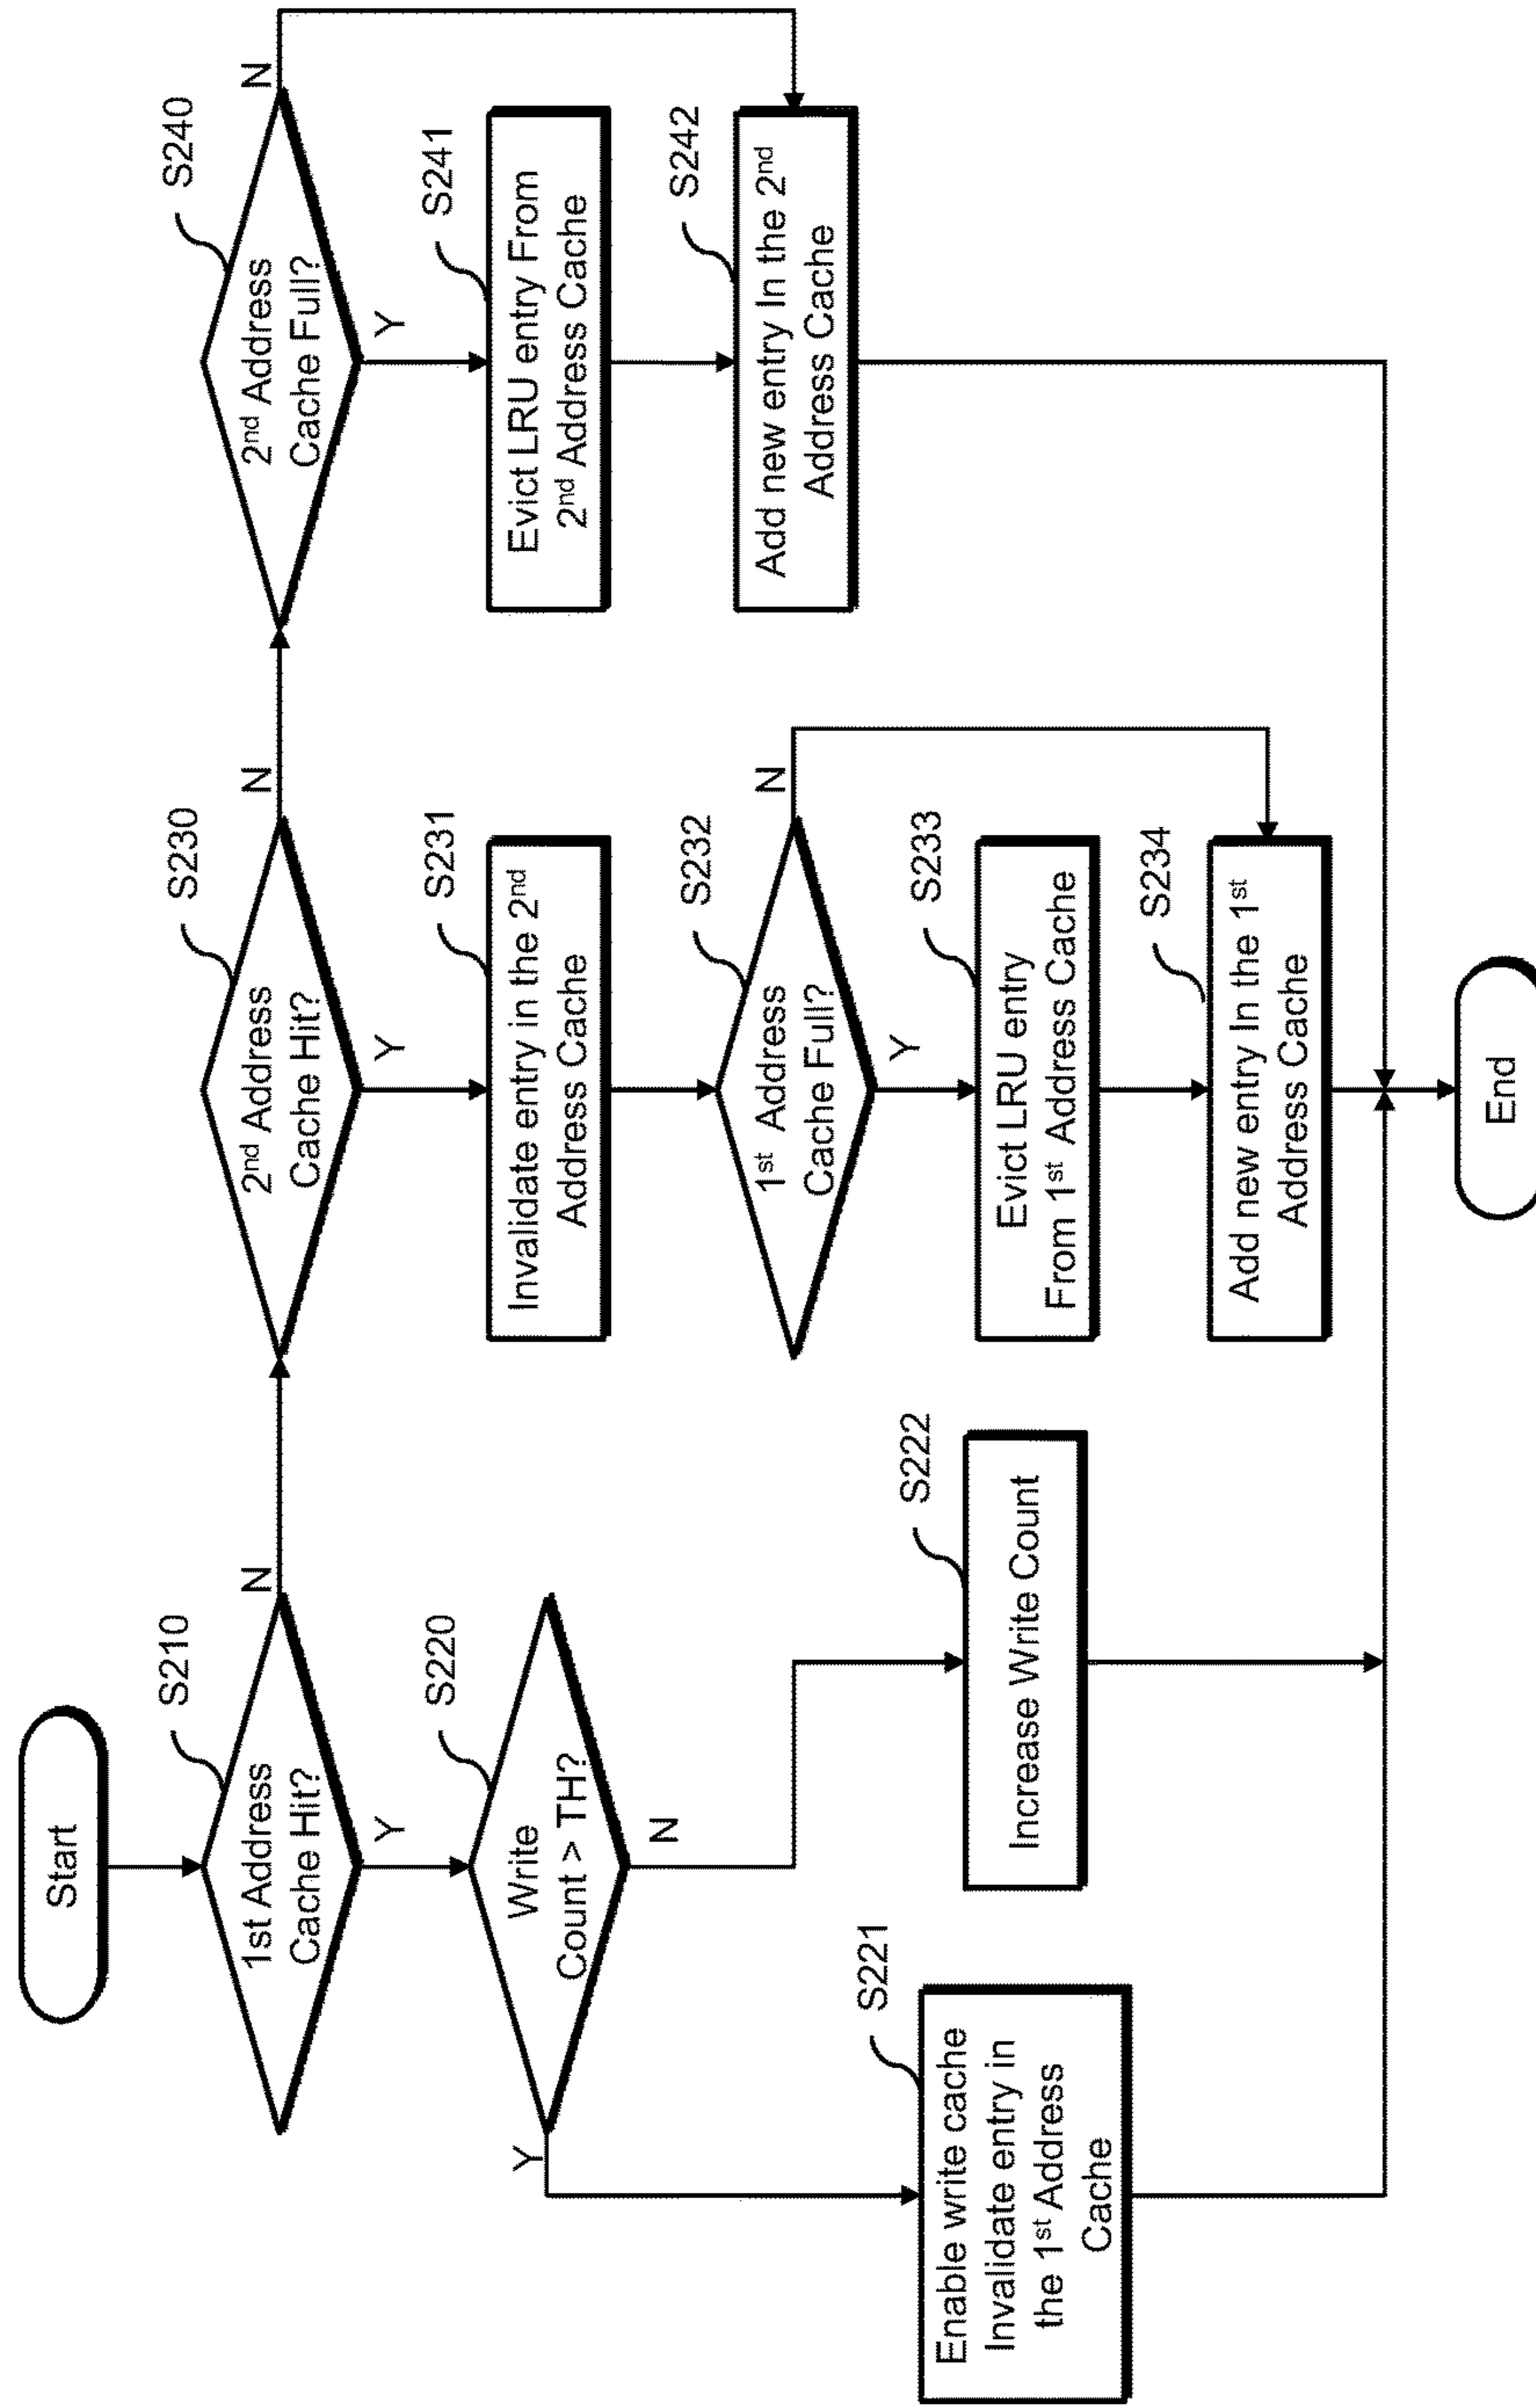 Start
S210
1st Address
Cache Hit?
N
Y
S220
Write
Count > TH?
Y
N
S221
Enable write cache
Invalidate entry in
the 1st Address
Cache
S222
Increase Write Count
S230
2nd Address
Cache Hit?
N
Y
S231
Invalidate entry in the 2nd
Address Cache
S232
1st Address
Cache Full?
N
Y
S233
Evict LRU entry
From 1st Address Cache
S234
Add new entry In the 1st
Address Cache
S240
2nd Address
Cache Full?
N
Y
S241
Evict LRU entry From
2nd Address Cache
S242
Add new entry In the 2nd
Address Cache
End